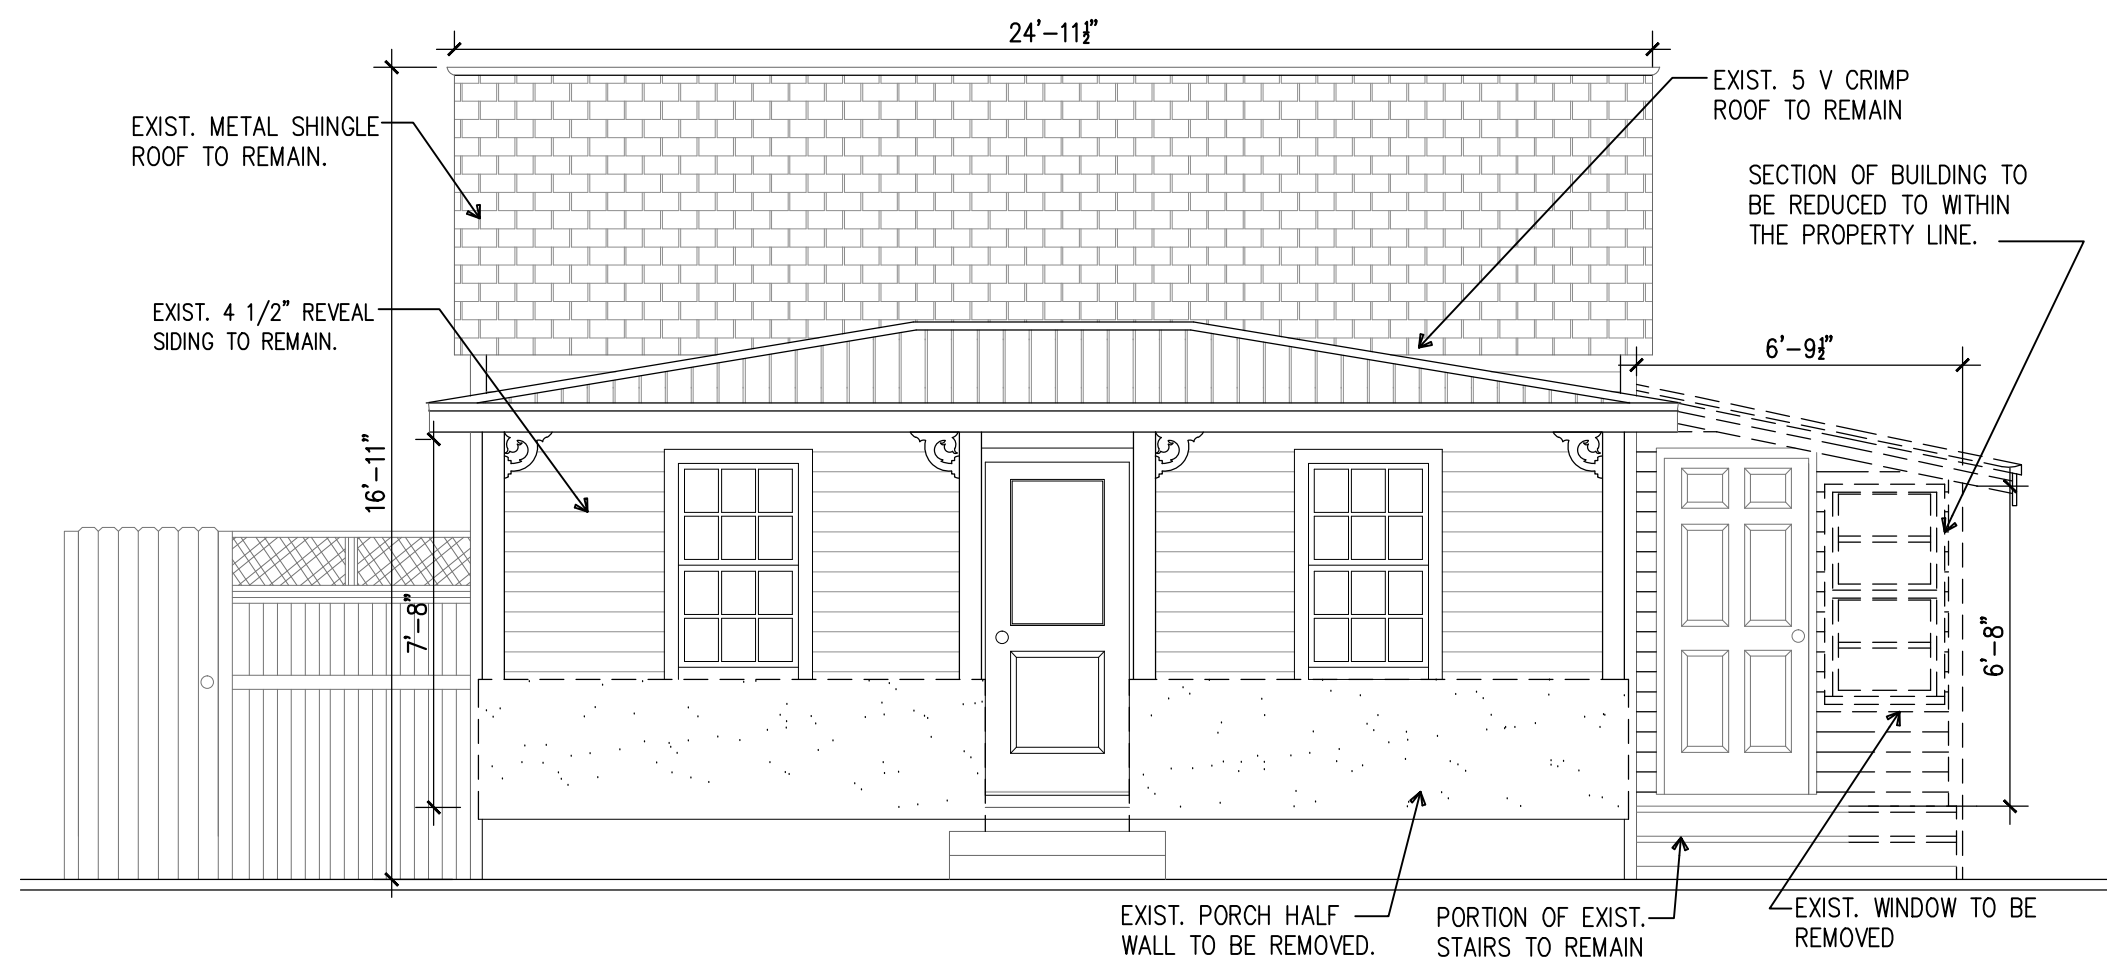 24'-11½"
EXIST. 5 V CRIMP
ROOF TO REMAIN
EXIST. METAL SHINGLE
ROOF TO REMAIN.
SECTION OF BUILDING TO
BE REDUCED TO WITHIN
THE PROPERTY LINE.
EXIST. 4 1/2" REVEAL
SIDING TO REMAIN.
6'-9½"
16'-11"
7'-8"
6'-8"
EXIST. PORCH HALF
WALL TO BE REMOVED.
PORTION OF EXIST.
STAIRS TO REMAIN
EXIST. WINDOW TO BE
REMOVED